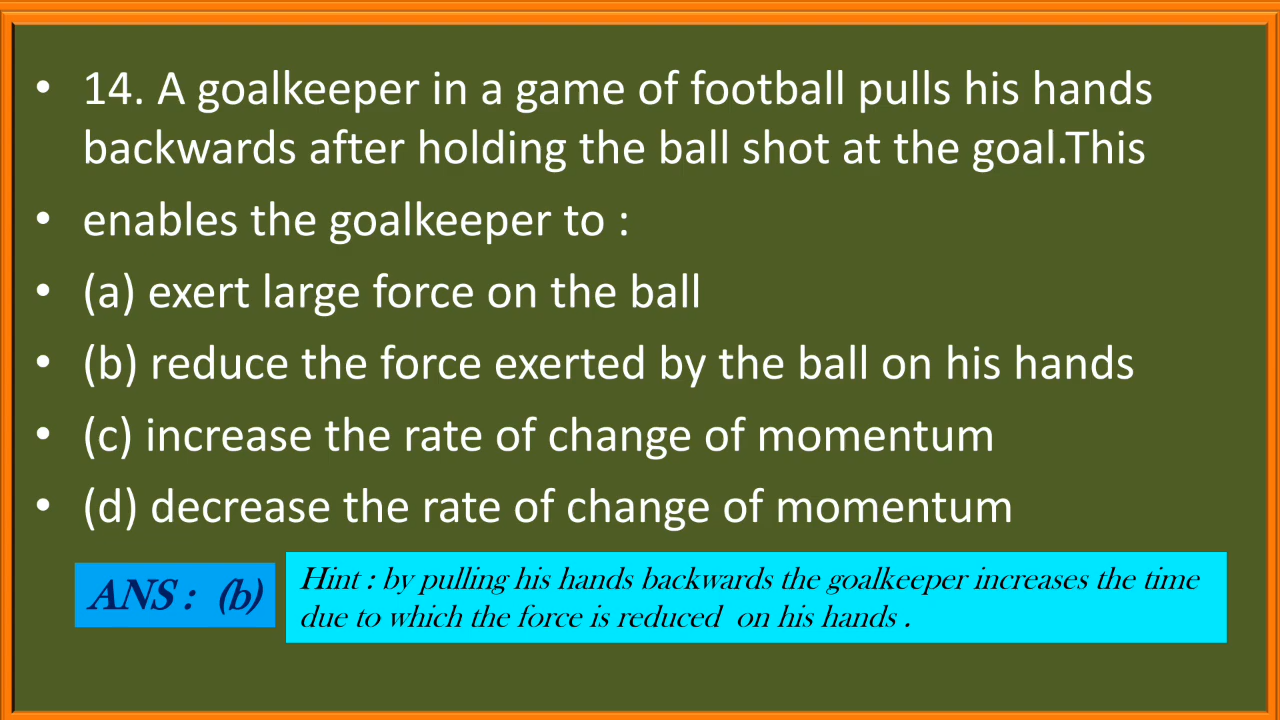 • 14. A goalkeeper in a game of football pulls his hands
backwards after holding the ball shot at the goal.This
• enables the goalkeeper to :
• (a) exert large force on the ball
• (b) reduce the force exerted by the ball on his hands
• (c) increase the rate of change of momentum
• (d) decrease the rate of change of momentum
ANS : (b)
Hint : by pulling his hands backwards the goalkeeper increases the time
due to which the force is reduced on his hands .